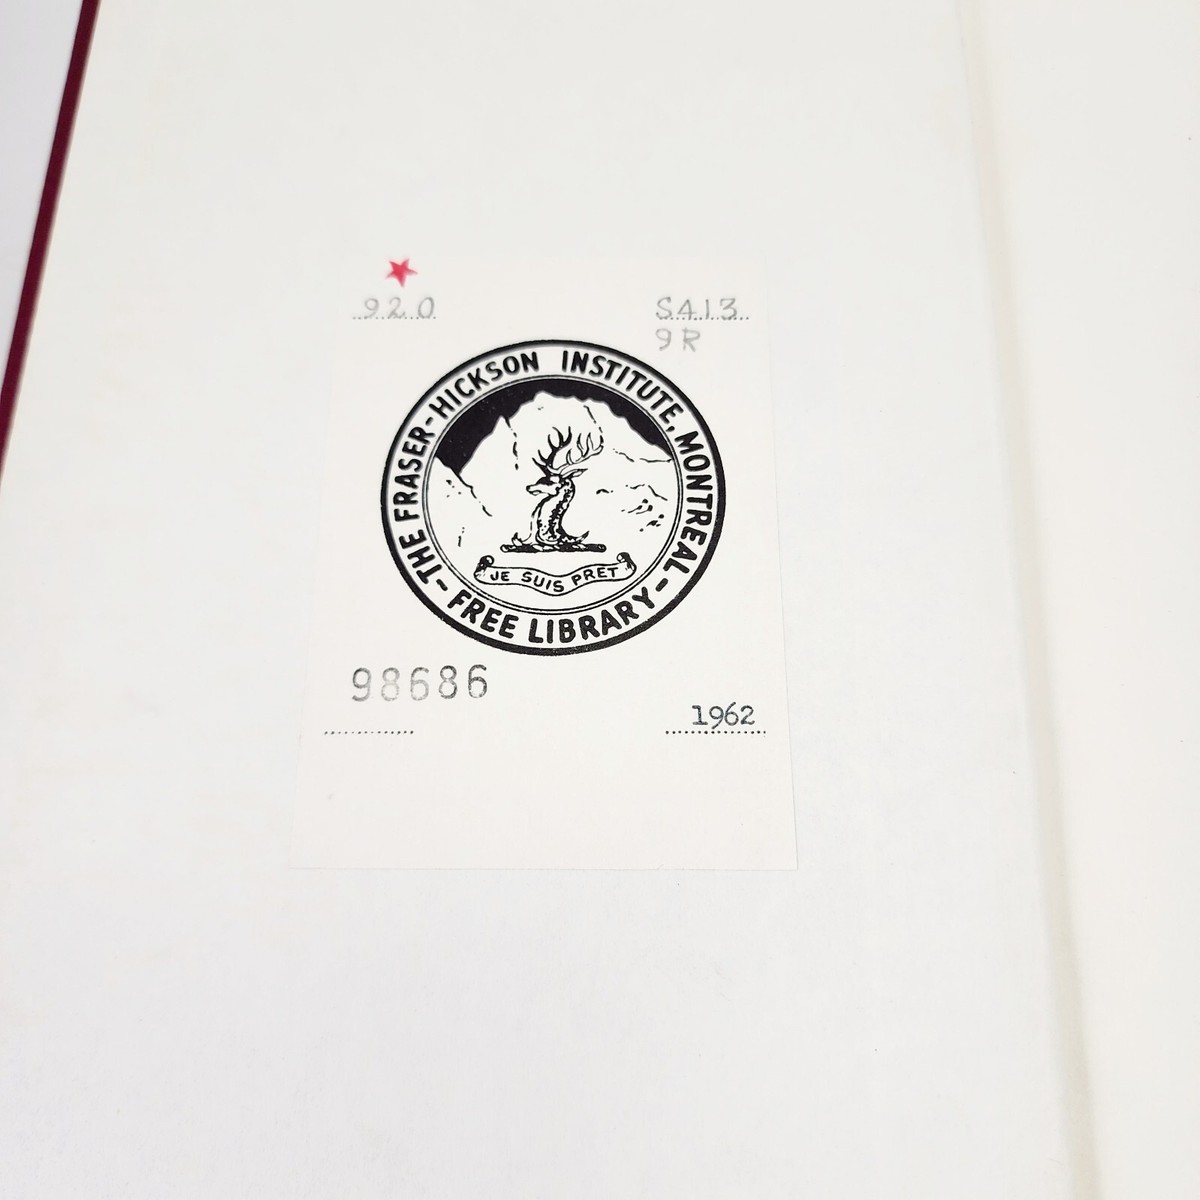 920
S413
9R
THE FRASER-HICKSON INSTITUTE, MONTREAL
- FREE LIBRARY -
JE SUIS PRET
98686
1962